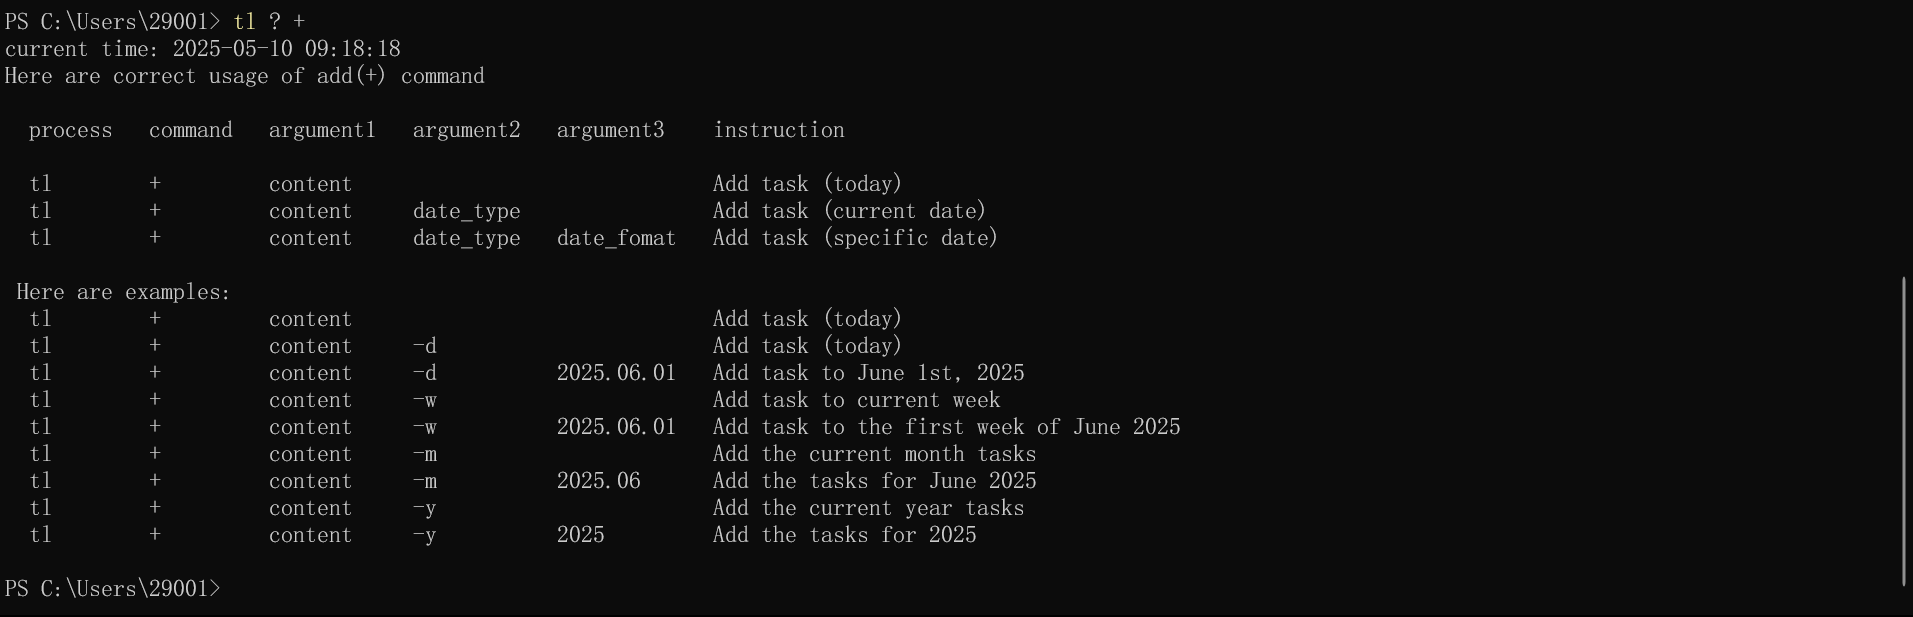 PS C:\Users\29001> tl ? +
current time: 2025-05-10 09:18:18
Here are correct usage of add(+) command
process command argument1 argument2 argument3 instruction
tl + content Add task (today)
tl + content date_type Add task (current date)
tl + content date_type date_fomat Add task (specific date)
Here are examples:
tl + content Add task (today)
tl + content -d Add task (today)
tl + content -d 2025.06.01 Add task to June 1st, 2025
tl + content -w Add task to current week
tl + content -w 2025.06.01 Add task to the first week of June 2025
tl + content -m Add the current month tasks
tl + content -m 2025.06 Add the tasks for June 2025
tl + content -y Add the current year tasks
tl + content -y 2025 Add the tasks for 2025
PS C:\Users\29001>